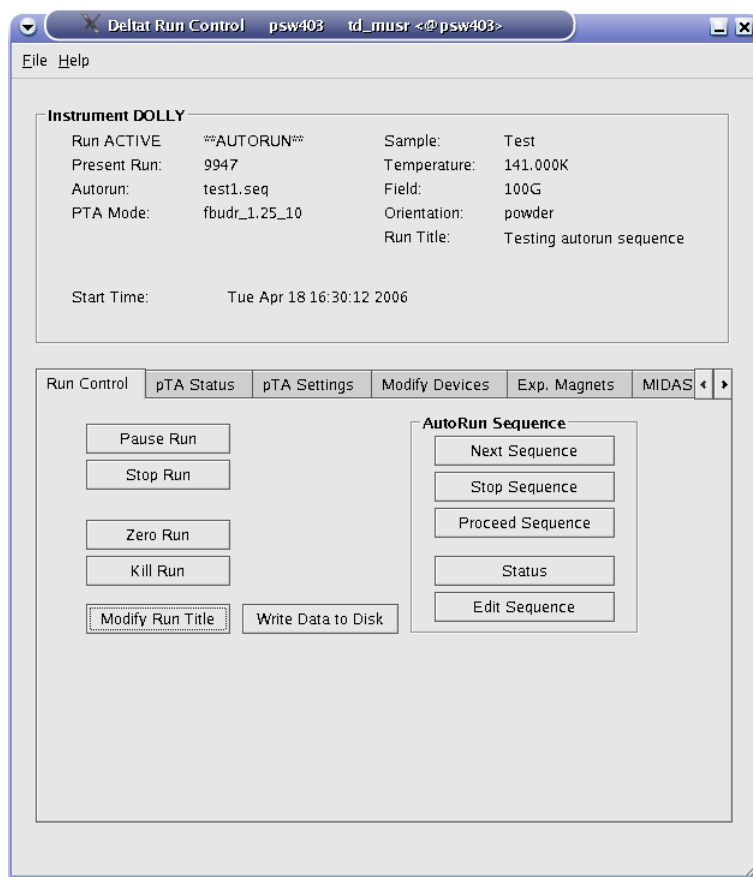 Deltat Run Control psw403 td_musr <@psw403>
File Help
Instrument DOLLY
Run ACTIVE **AUTORUN** Sample: Test
Present Run: 9947 Temperature: 141.000K
Autorun: test1.seq Field: 100G
PTA Mode: fbudr_1.25_10 Orientation: powder
Run Title: Testing autorun sequence
Start Time: Tue Apr 18 16:30:12 2006
Run Control pTA Status pTA Settings Modify Devices Exp. Magnets MIDAS
AutoRun Sequence
Pause Run Next Sequence
Stop Run Stop Sequence
Zero Run Proceed Sequence
Kill Run Status
Modify Run Title Write Data to Disk Edit Sequence